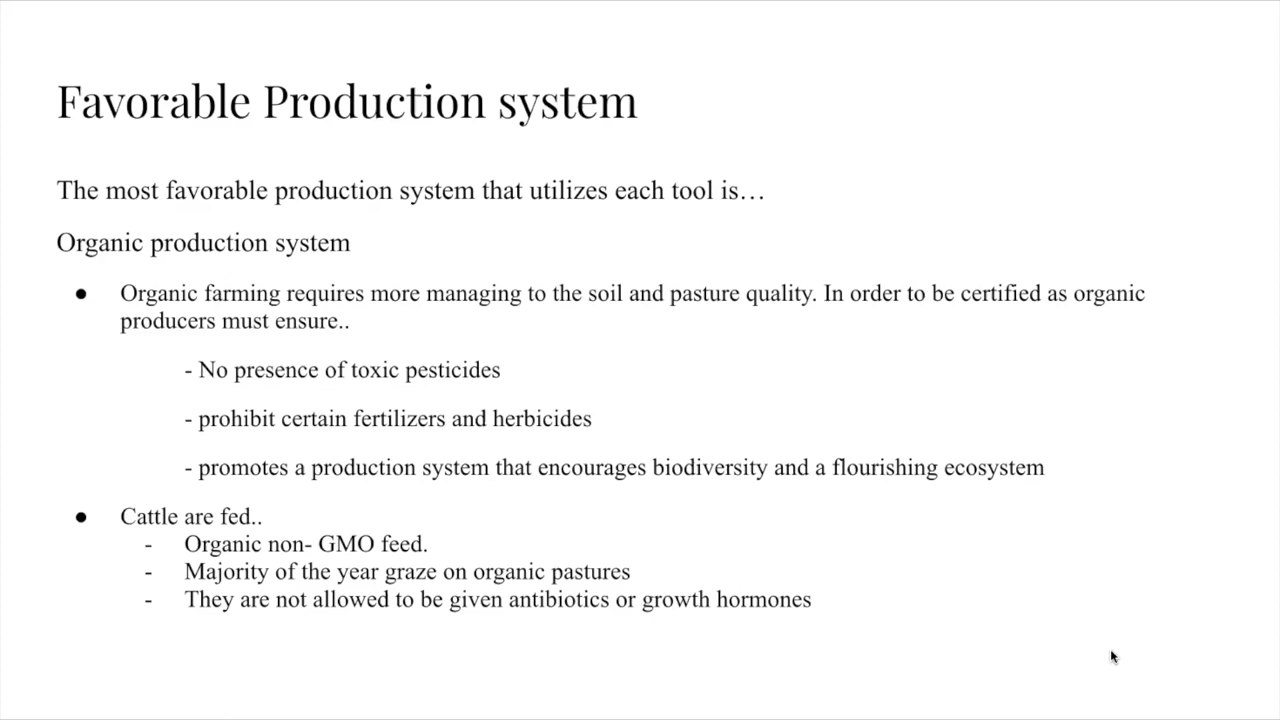 Favorable Production system
The most favorable production system that utilizes each tool is…
Organic production system
● Organic farming requires more managing to the soil and pasture quality. In order to be certified as organic
producers must ensure..
- No presence of toxic pesticides
- prohibit certain fertilizers and herbicides
- promotes a production system that encourages biodiversity and a flourishing ecosystem
● Cattle are fed..
- Organic non- GMO feed.
- Majority of the year graze on organic pastures
- They are not allowed to be given antibiotics or growth hormones